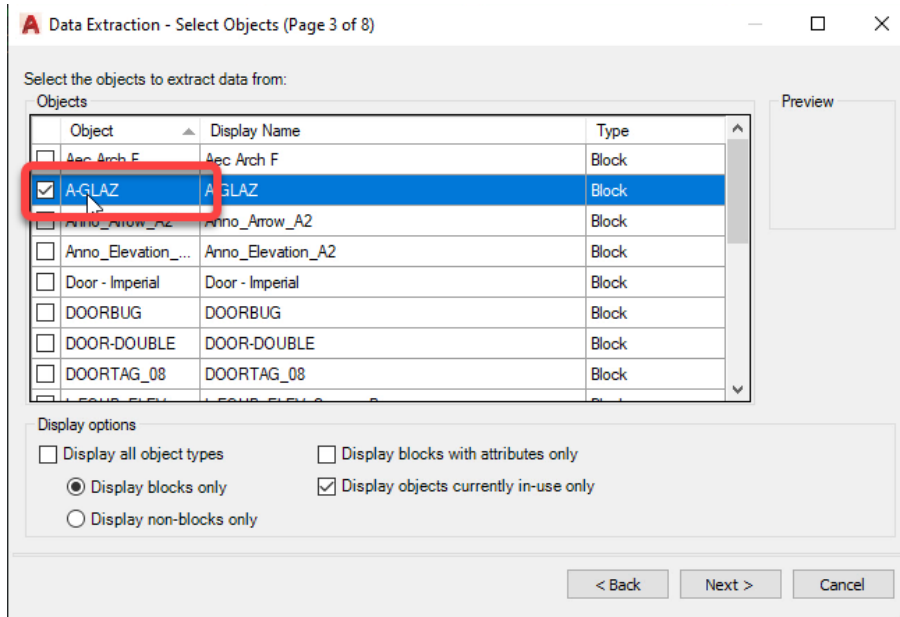 Data Extraction - Select Objects (Page 3 of 8)
Select the objects to extract data from:
Objects
Preview
Object Display Name Type
Aec Arch F Aec Arch F Block
A-GLAZ A-GLAZ Block
Anno_Arrow_A2 Anno_Arrow_A2 Block
Anno_Elevation_... Anno_Elevation_A2 Block
Door - Imperial Door - Imperial Block
DOORBUG DOORBUG Block
DOOR-DOUBLE DOOR-DOUBLE Block
DOORTAG_08 DOORTAG_08 Block
Display options
Display all object types Display blocks with attributes only
Display blocks only Display objects currently in-use only
Display non-blocks only
< Back Next > Cancel